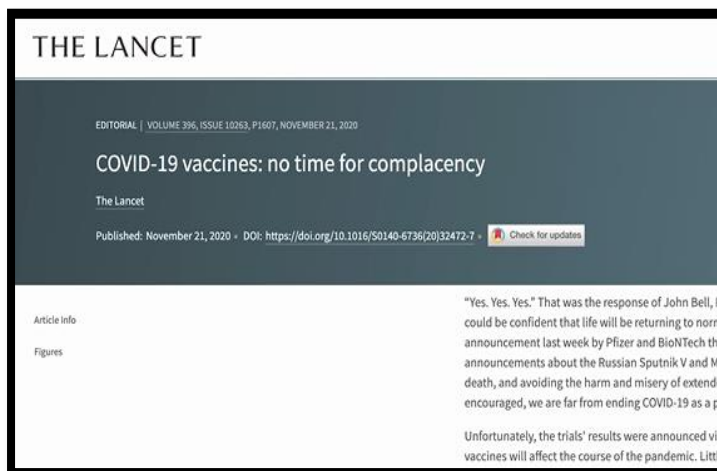 THE LANCET
EDITORIAL | VOLUME 396, ISSUE 10263, P1607, NOVEMBER 21, 2020
COVID-19 vaccines: no time for complacency
The Lancet
Published: November 21, 2020 • DOI: https://doi.org/10.1016/S0140-6736(20)32472-7 • Check for updates
Article Info
Figures
“Yes. Yes. Yes.” That was the response of John Bell,
could be confident that life will be returning to
announcement last week by Pfizer and BioNTech
announcements about the Russian Sputnik V and
death, and avoiding the harm and misery of
encouraged, we are far from ending COVID-19 as a
Unfortunately, the trials' results were announced
vaccines will affect the course of the pandemic.